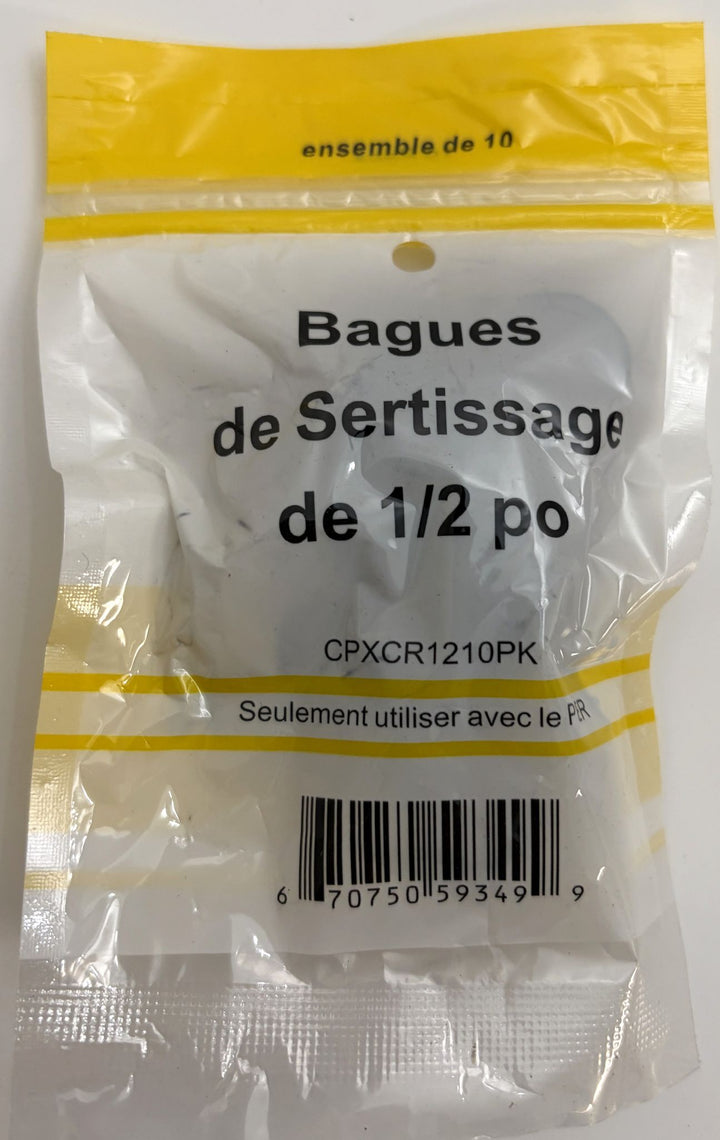 ensemble de 10
Bagues
de Sertissage
de 1/2 po
CPXCR1210PK
Seulement utiliser avec le PER
6 70750 59349 9